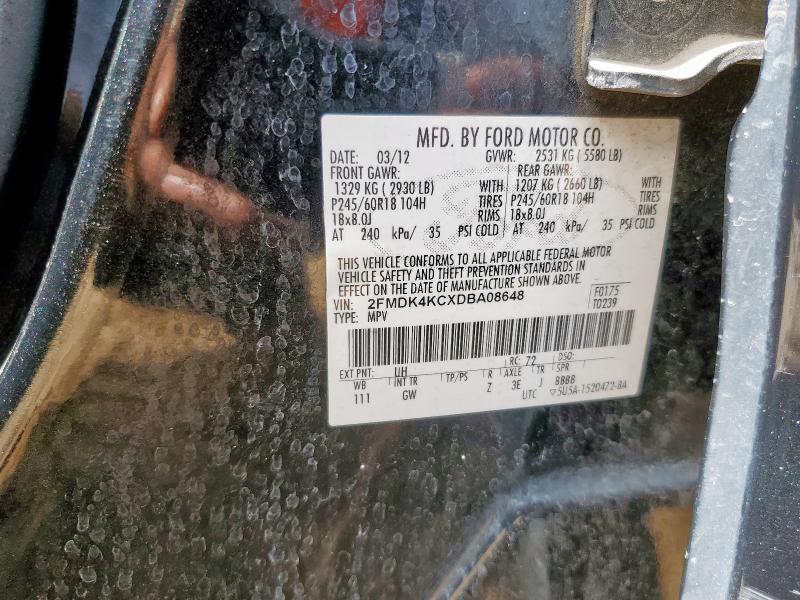 MFD. BY FORD MOTOR CO.
DATE: 03/12 GVWR: 2531 KG ( 5580 LB)
FRONT GAWR: REAR GAWR:
1329 KG ( 2930 LB) WITH 1207 KG ( 2660 LB) WITH
P245/60R18 104H TIRES P245/60R18 104H TIRES
18x8.0J RIMS 18x8.0J RIMS
AT 240 kPa/ 35 PSI COLD AT 240 kPa/ 35 PSI COLD
THIS VEHICLE CONFORMS TO ALL APPLICABLE FEDERAL MOTOR
VEHICLE SAFETY AND THEFT PREVENTION STANDARDS IN
EFFECT ON THE DATE OF MANUFACTURE SHOWN ABOVE.
VIN: 2FMDK4KCXDBA08648 F0175
TYPE: MPV T0239
EXT PNT: UH RC: 72 DSO:
WB INT TR TP/PS R AXLE TR SPR
111 GW Z 3E J BBBB
UTC ▽5U5A-1520472-BA